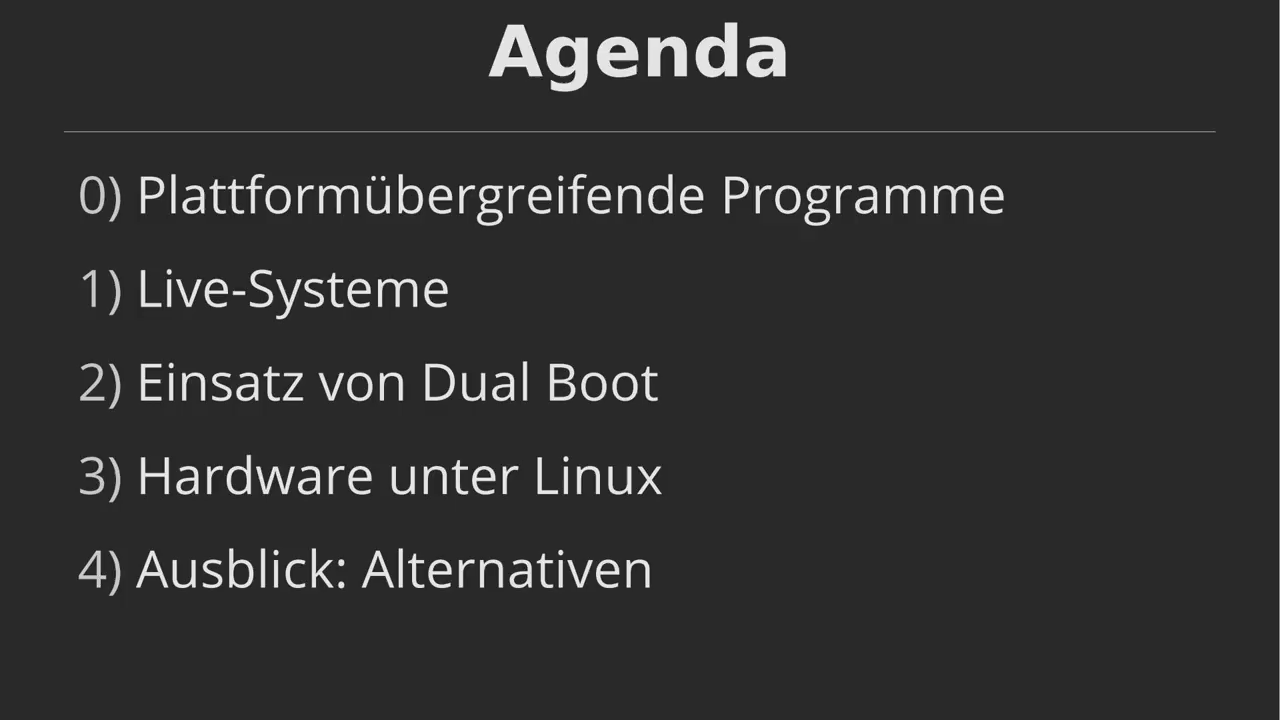 Agenda
0) Plattformübergreifende Programme
1) Live-Systeme
2) Einsatz von Dual Boot
3) Hardware unter Linux
4) Ausblick: Alternativen